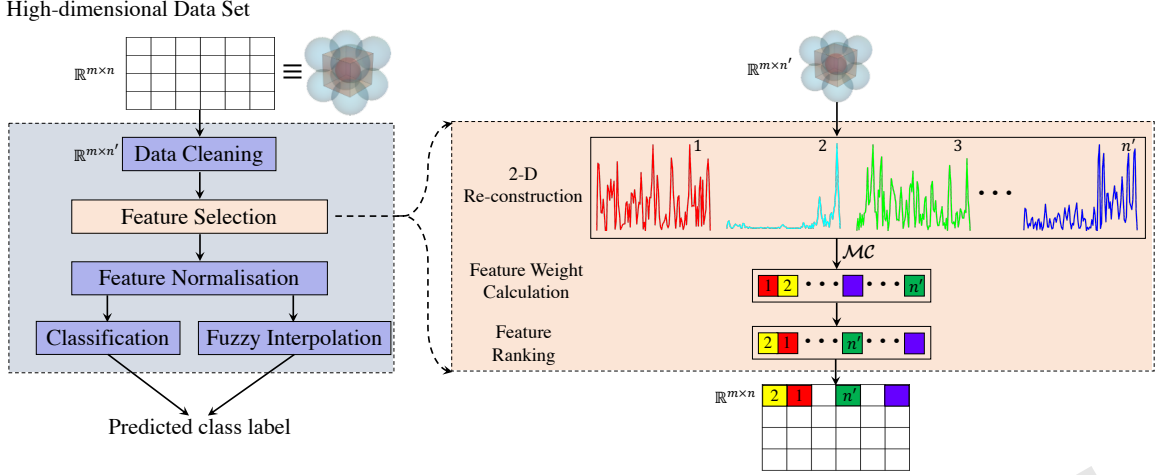 High-dimensional Data Set
ℝ^{m×n}
≡
ℝ^{m×n′}
Data Cleaning
Feature Selection
Feature Normalisation
Classification
Fuzzy Interpolation
Predicted class label
ℝ^{m×n′}
2-D
Re-construction
1
2
3
n′
• • •
ℳ𝒞
Feature Weight
Calculation
1 2 • • • • • • n′
Feature
Ranking
2 1 • • • n′ • • •
ℝ^{m×n}
2 1 n′